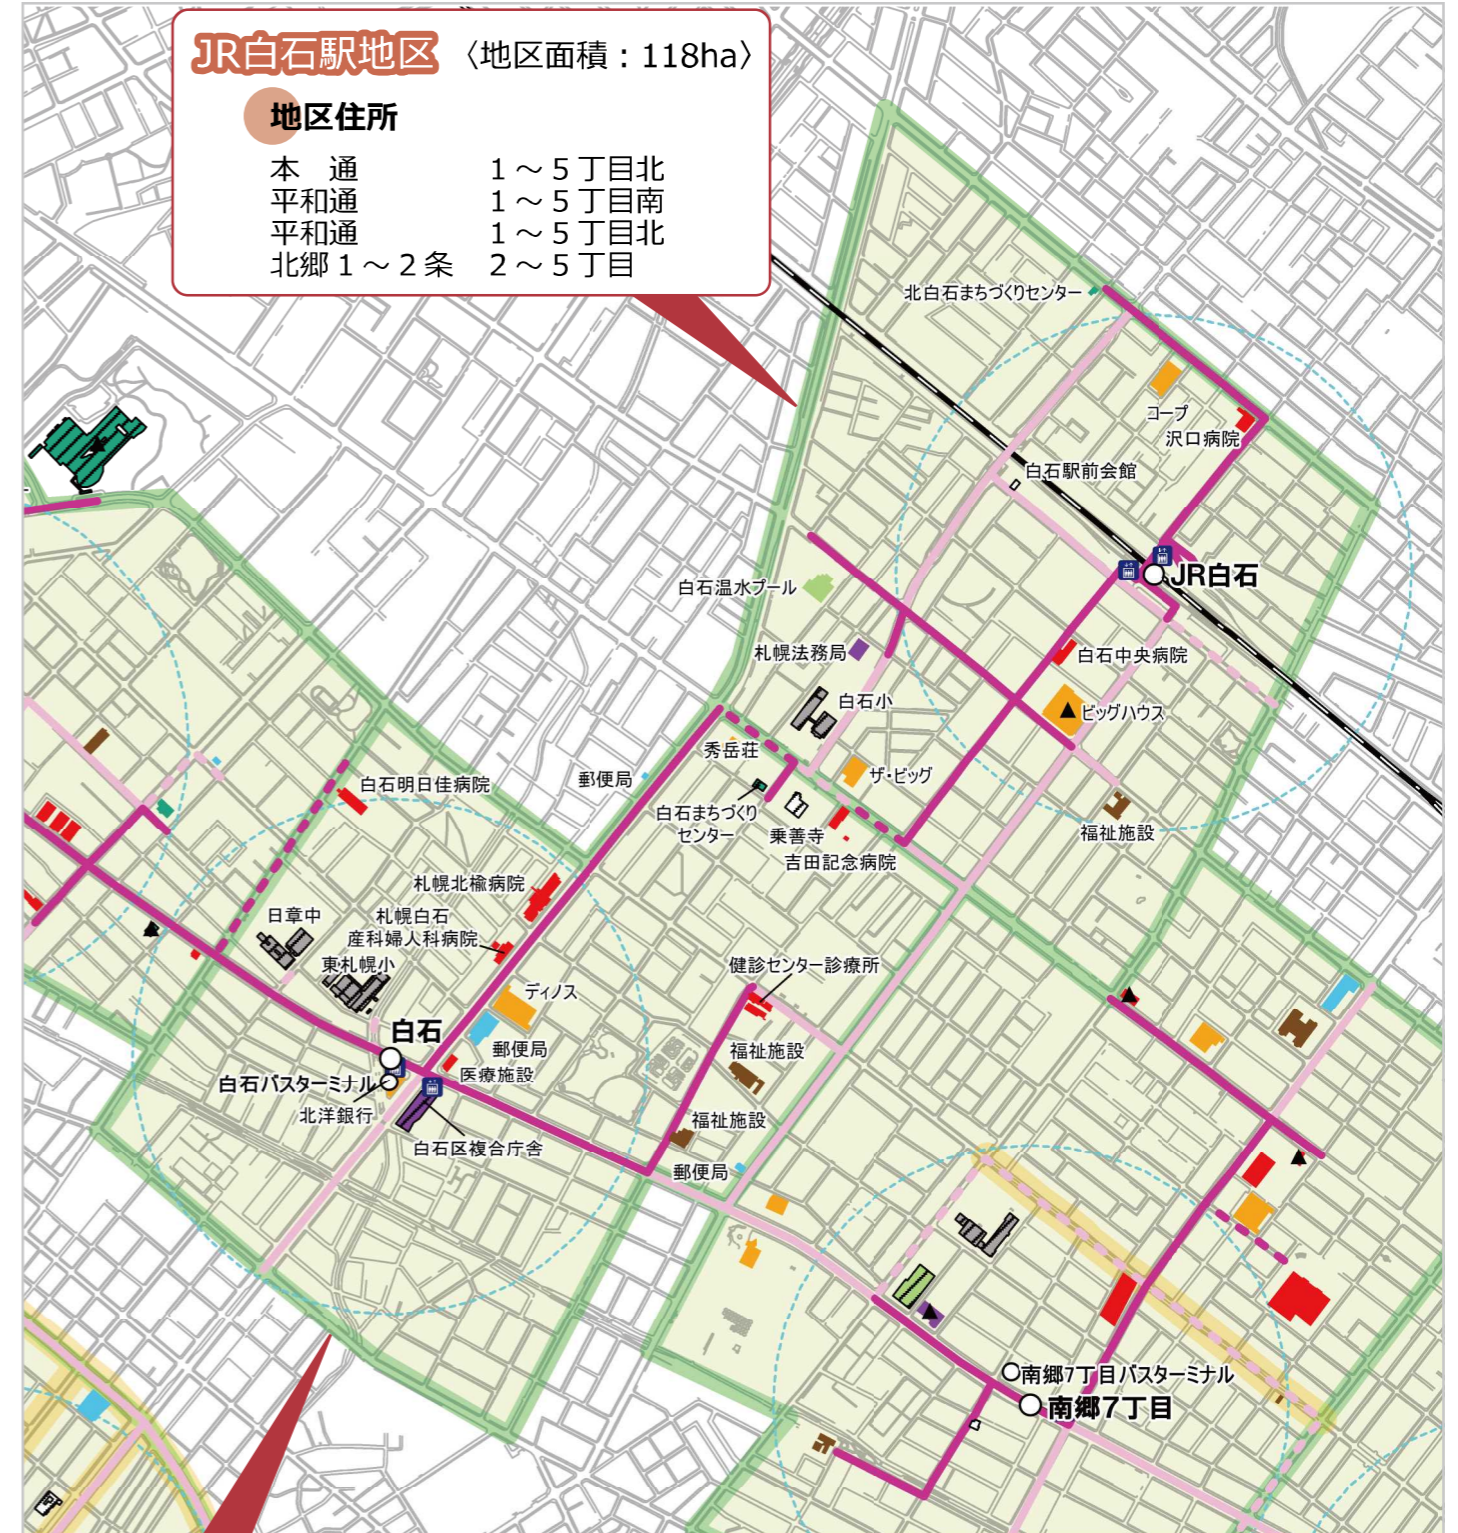 JR白石駅地区 〈地区面積：118ha〉
地区住所
本　通　1～5丁目北
平和通　1～5丁目南
平和通　1～5丁目北
北郷1～2条　2～5丁目
北白石まちづくりセンター
コープ
沢口病院
白石駅前会館
JR白石
白石温水プール
札幌法務局
白石中央病院
白石小
ビッグハウス
秀岳荘
ザ・ビッグ
郵便局
白石明日佳病院
白石まちづくり
センター
乗善寺
福祉施設
吉田記念病院
札幌北楡病院
日章中
札幌白石
産科婦人科病院
東札幌小
健診センター診療所
ディノス
白石
郵便局
福祉施設
医療施設
白石バスターミナル
北洋銀行
福祉施設
白石区複合庁舎
郵便局
南郷7丁目バスターミナル
南郷7丁目